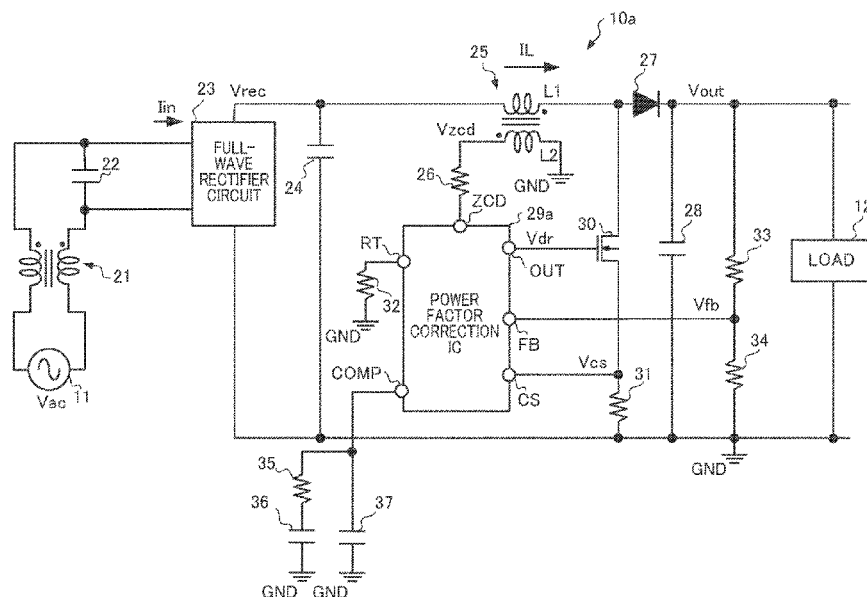 10a
IL
25
27
23
Iin
Vrec
L1
Vout
Vzcd
L2
22
FULL-
WAVE
RECTIFIER
CIRCUIT
24
26
GND
ZCD
29a
30
28
12
RT
Vdr
OUT
33
LOAD
21
32
POWER
FACTOR
CORRECTION
IC
GND
Vfb
FB
34
COMP
Vcs
31
CS
Vac
11
35
GND
36
37
GND
GND